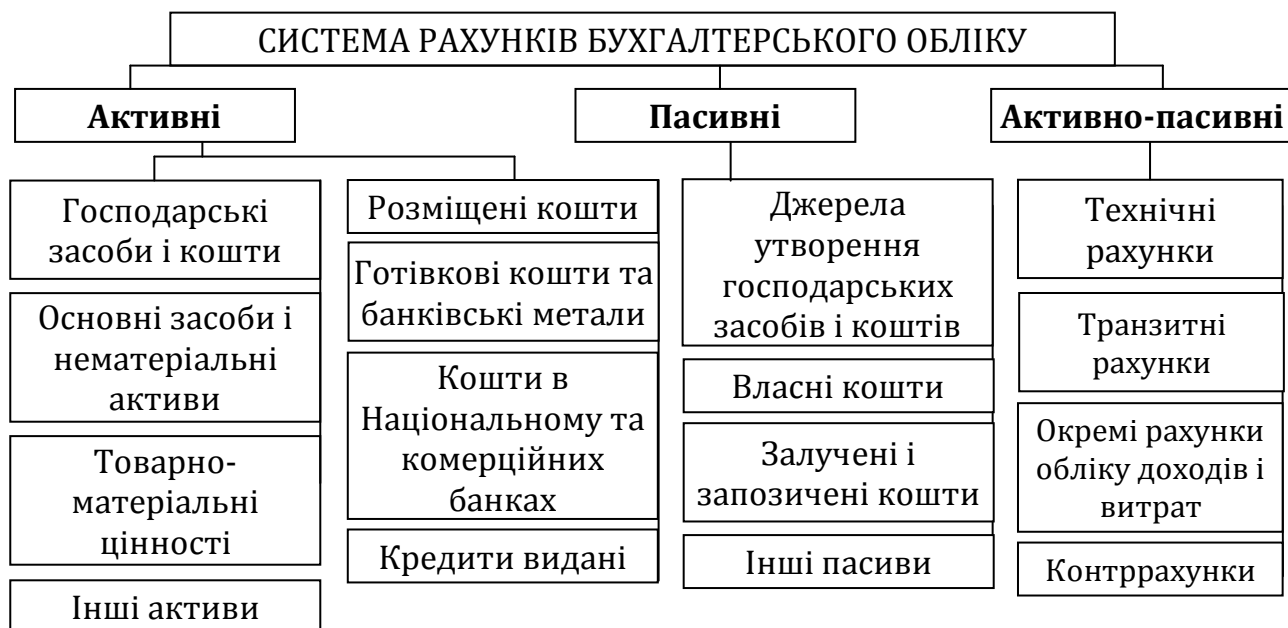 СИСТЕМА РАХУНКІВ БУХГАЛТЕРСЬКОГО ОБЛІКУ
Активні
Пасивні
Активно-пасивні
Господарські
засоби і кошти
Основні засоби і
нематеріальні
активи
Товарно-
матеріальні
цінності
Інші активи
Розміщені кошти
Готівкові кошти та
банківські метали
Кошти в
Національному та
комерційних
банках
Кредити видані
Джерела
утворення
господарських
засобів і коштів
Власні кошти
Залучені і
запозичені кошти
Інші пасиви
Технічні
рахунки
Транзитні
рахунки
Окремі рахунки
обліку доходів і
витрат
Контррахунки